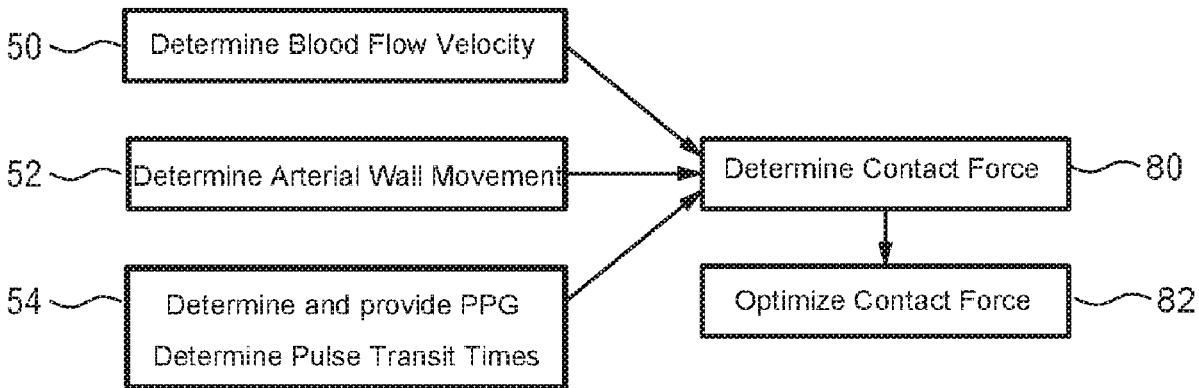 50
Determine Blood Flow Velocity
52
Determine Arterial Wall Movement
Determine Contact Force
80
54
Determine and provide PPG
Determine Pulse Transit Times
Optimize Contact Force
82